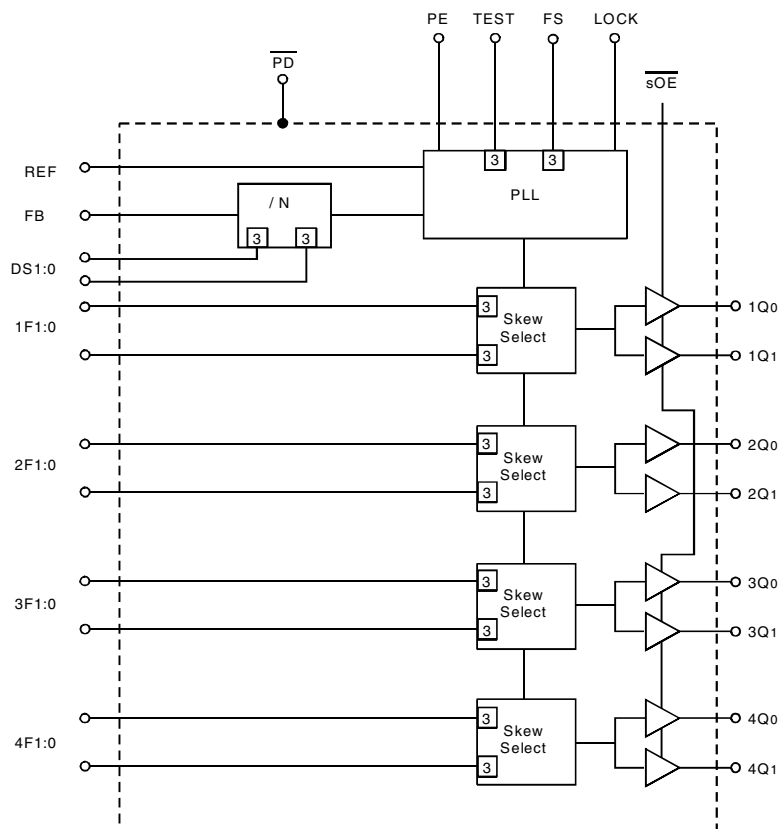 PE TEST FS LOCK
PD sOE
3 3
REF
PLL
/ N
FB
3 3
DS1:0
3
Skew
Select
3
1F1:0
1Q0
1Q1
3
Skew
Select
3
2F1:0
2Q0
2Q1
3
Skew
Select
3
3F1:0
3Q0
3Q1
3
Skew
Select
3
4F1:0
4Q0
4Q1